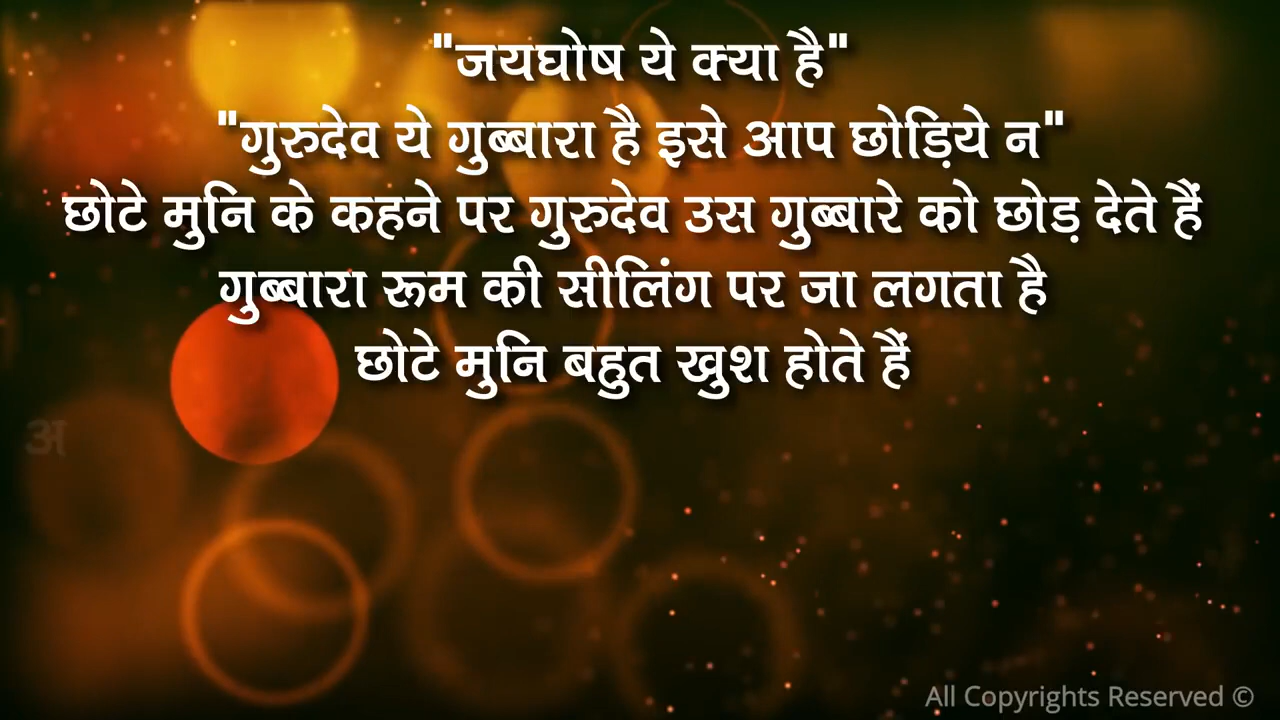 "जयघोष ये क्या है"
"गुरुदेव ये गुब्बारा है इसे आप छोड़िये न"
छोटे मुनि के कहने पर गुरुदेव उस गुब्बारे को छोड़ देते हैं
गुब्बारा रूम की सीलिंग पर जा लगता है
छोटे मुनि बहुत खुश होते हैं
अ
All Copyrights Reserved ©